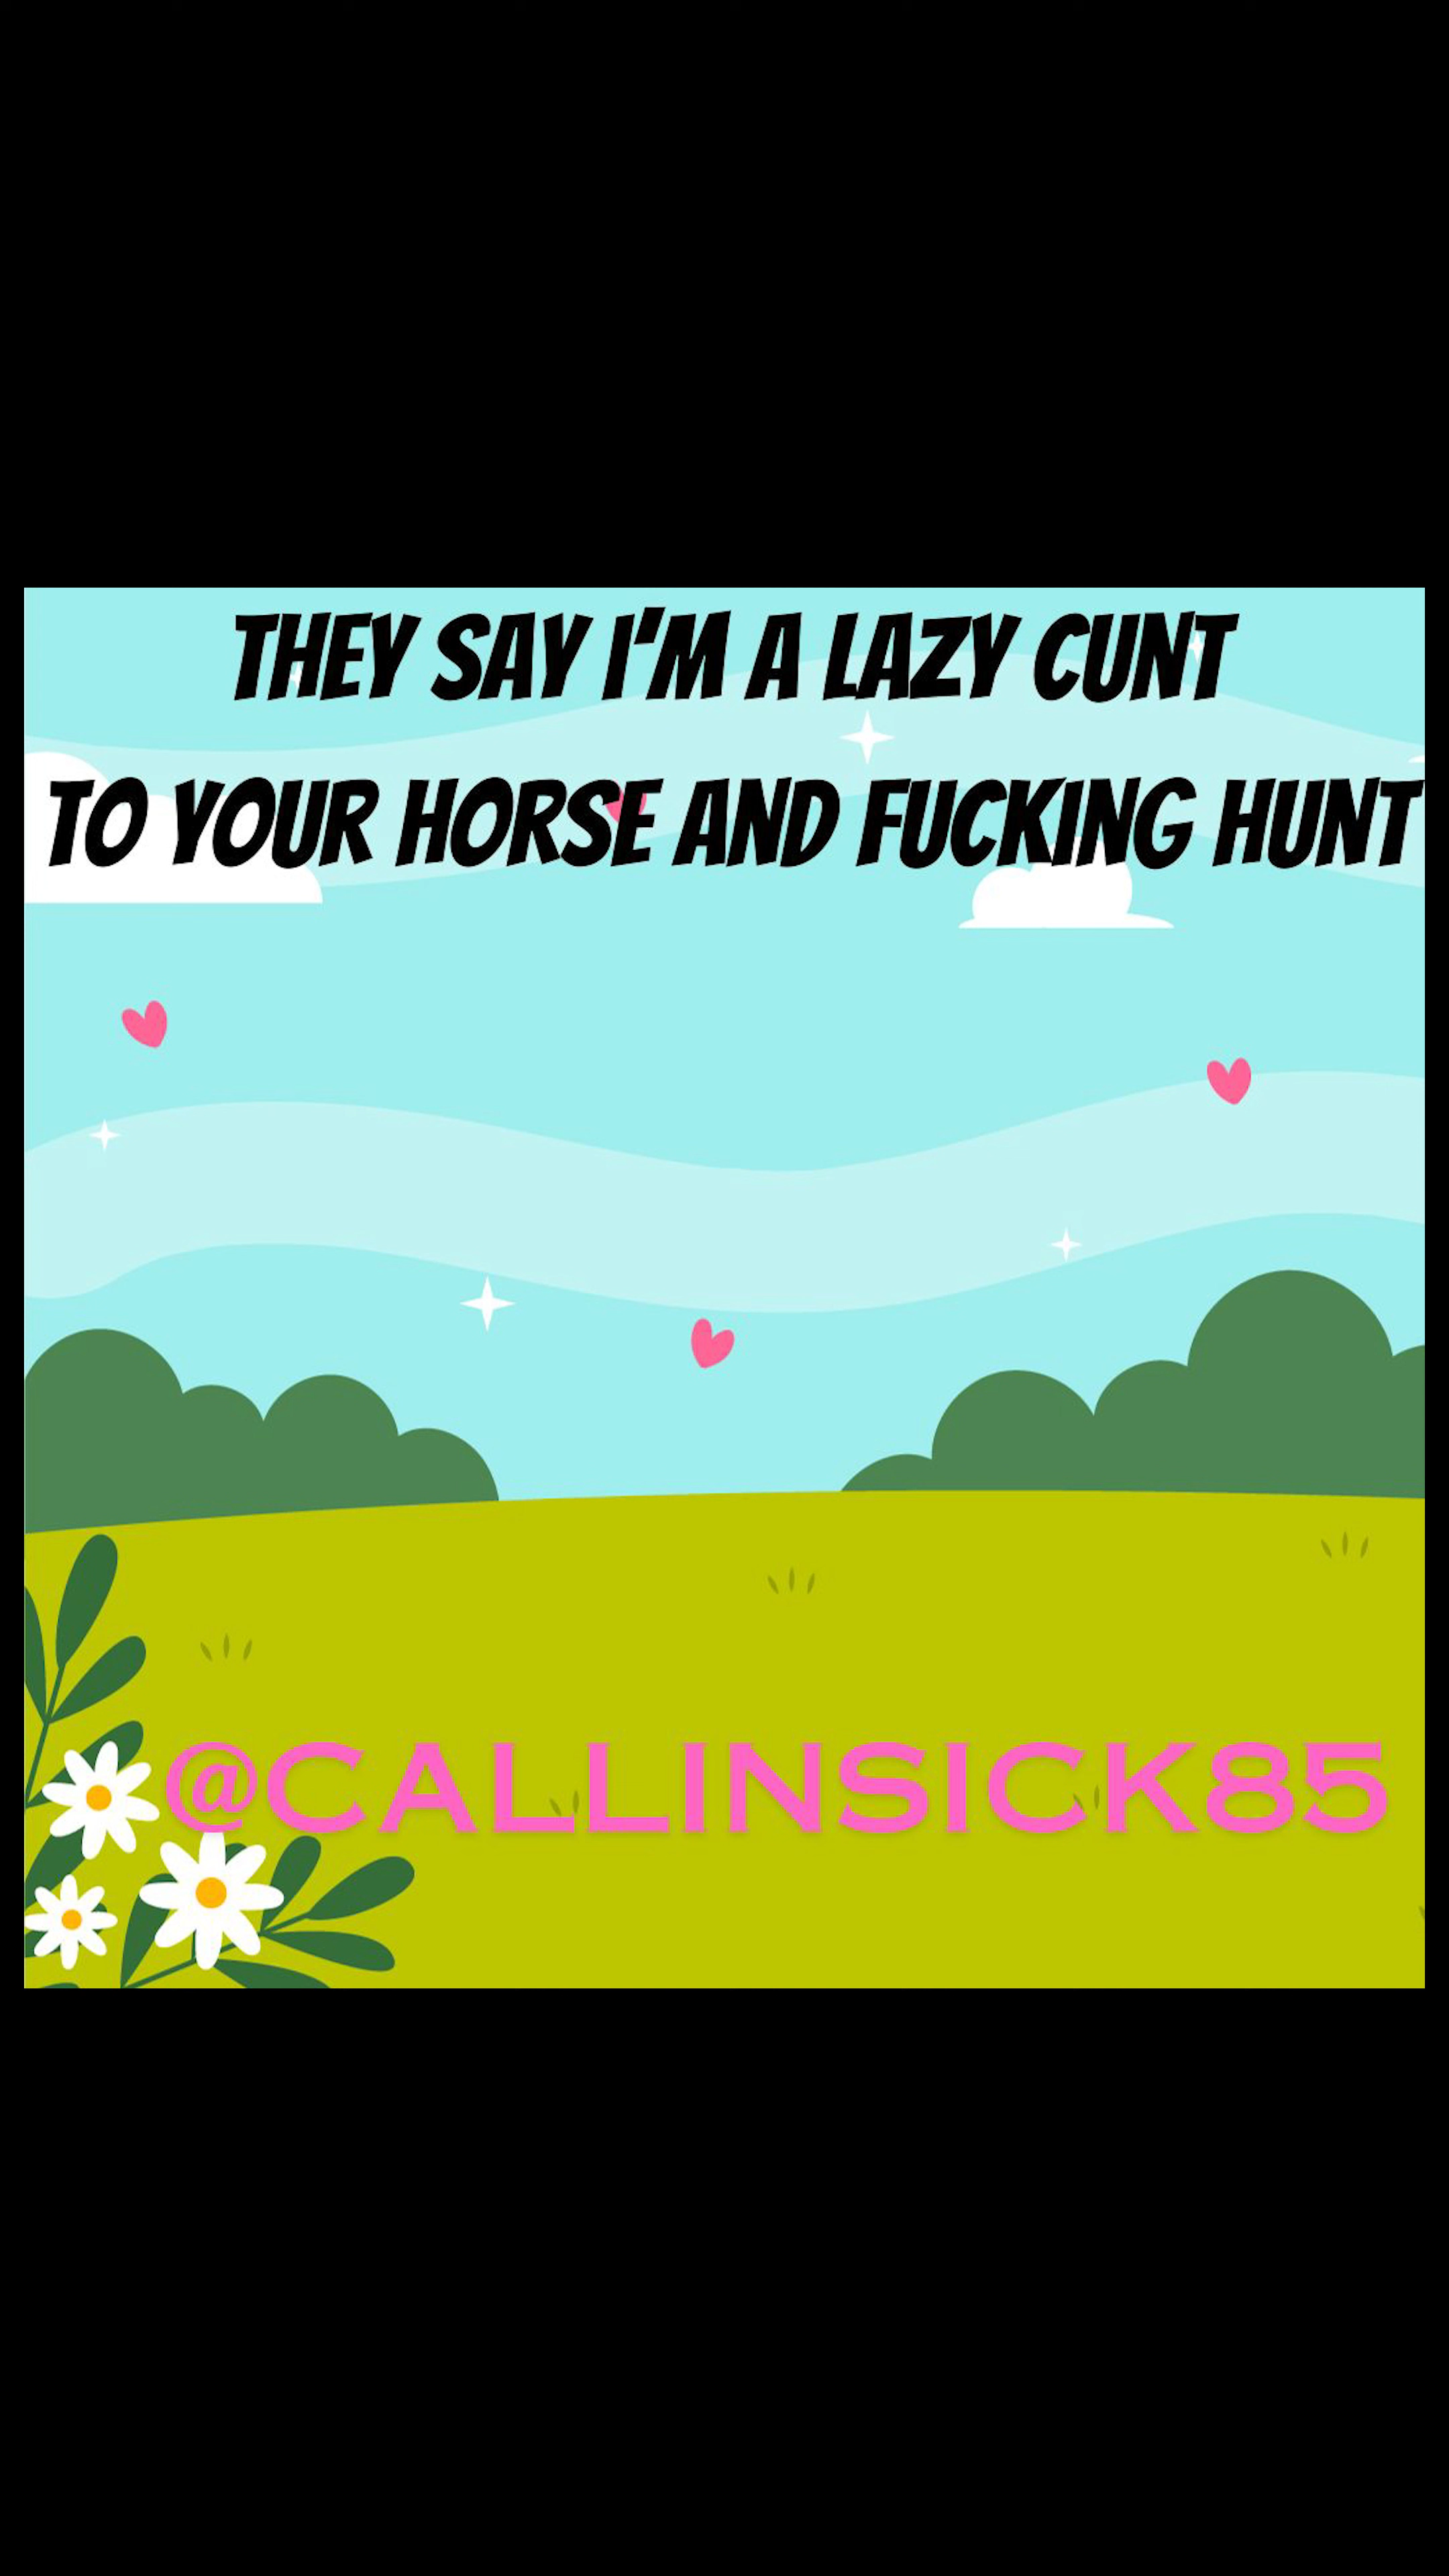 THEY SAY I'M A LAZY CUNT
TO YOUR HORSE AND FUCKING HUNT
@CALLINSICK85